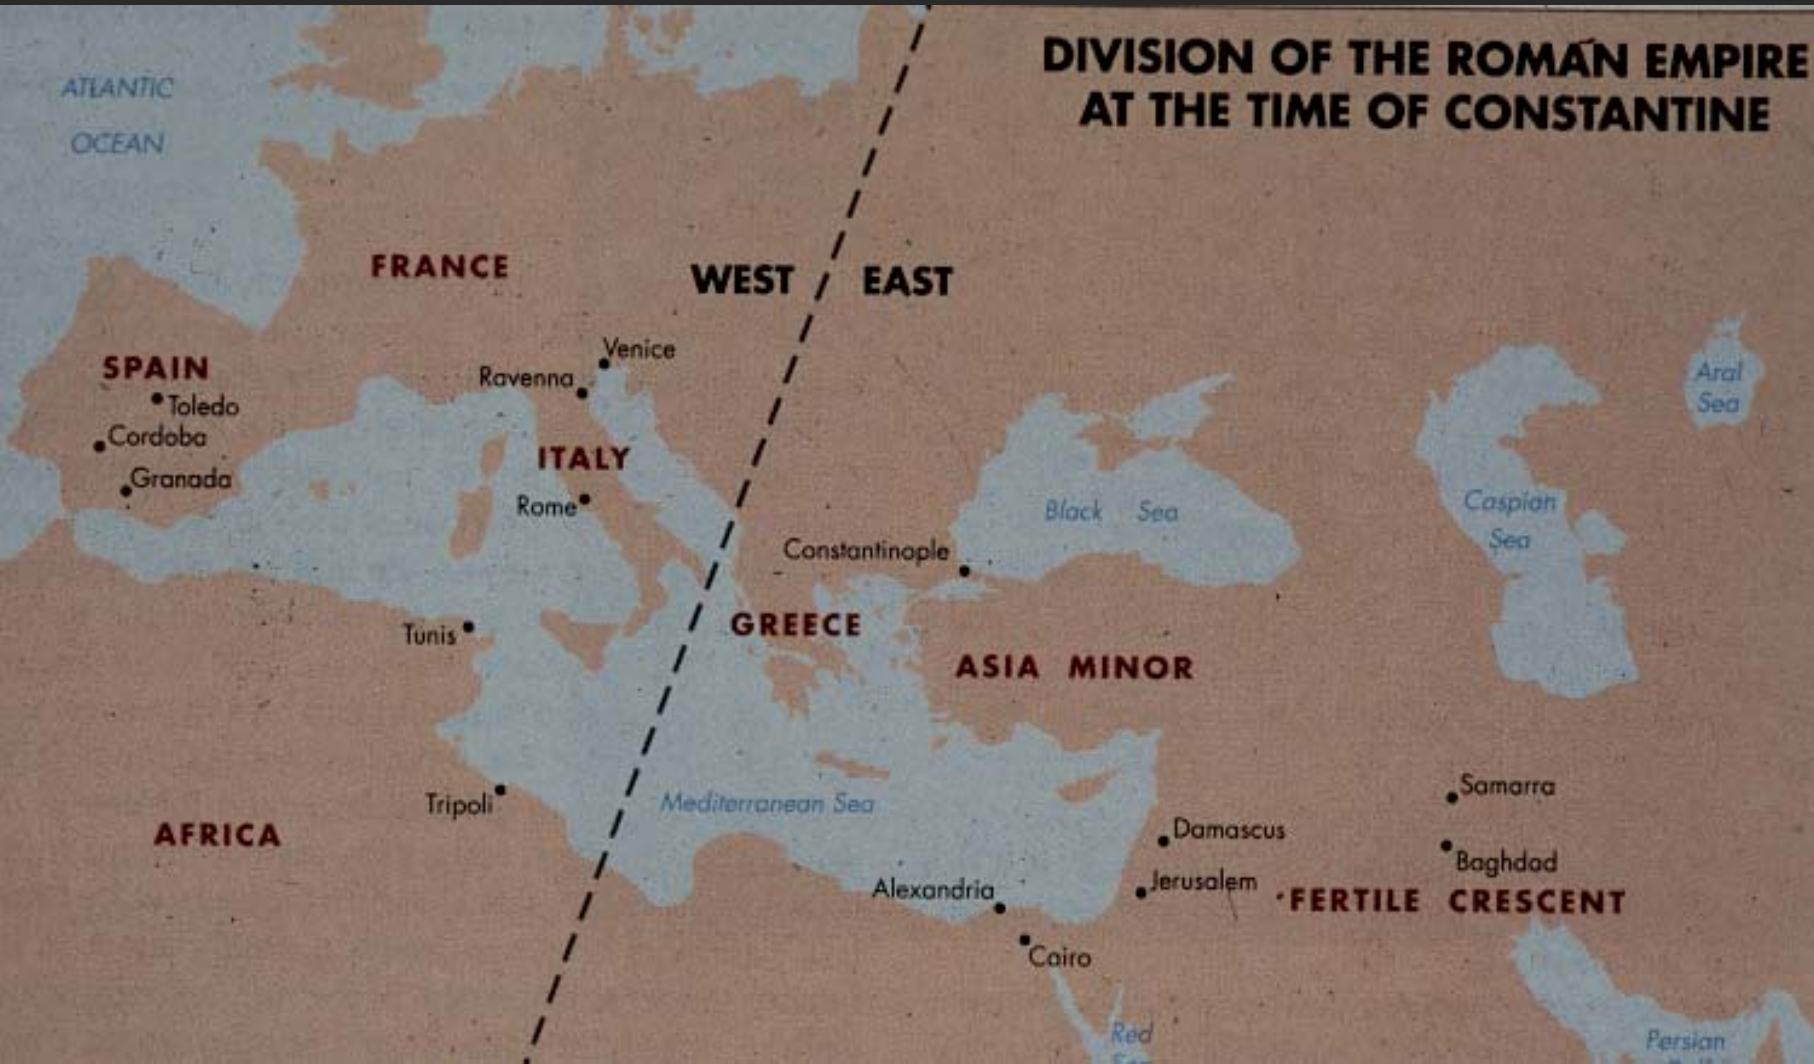 DIVISION OF THE ROMAN EMPIRE
AT THE TIME OF CONSTANTINE
ATLANTIC
OCEAN
FRANCE
WEST
EAST
SPAIN
Toledo
Cordoba
Granada
Venice
Ravenna
ITALY
Rome
Aral
Sea
Black Sea
Caspian
Sea
Constantinople
GREECE
ASIA MINOR
Tunis
Tripoli
Mediterranean Sea
AFRICA
Samarra
Damascus
Baghdad
Jerusalem
FERTILE CRESCENT
Alexandria
Cairo
Red
Persian